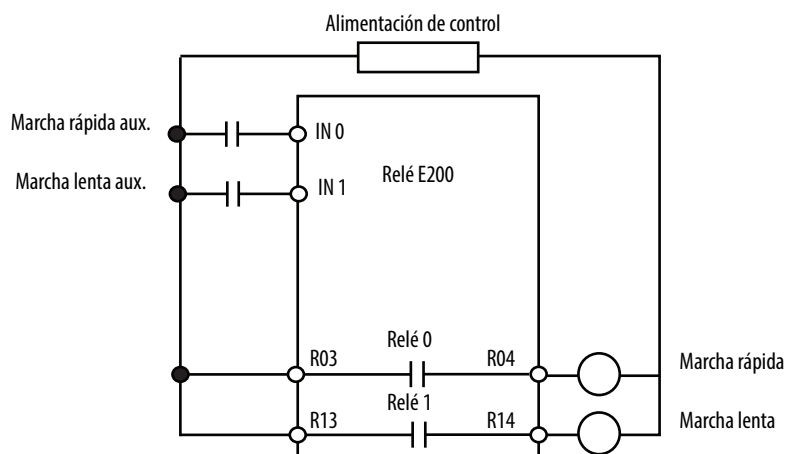 Alimentación de control
Marcha rápida aux.
IN 0
Marcha lenta aux.
IN 1
Relé E200
Relé 0
R03
R04
Marcha rápida
Relé 1
R13
R14
Marcha lenta